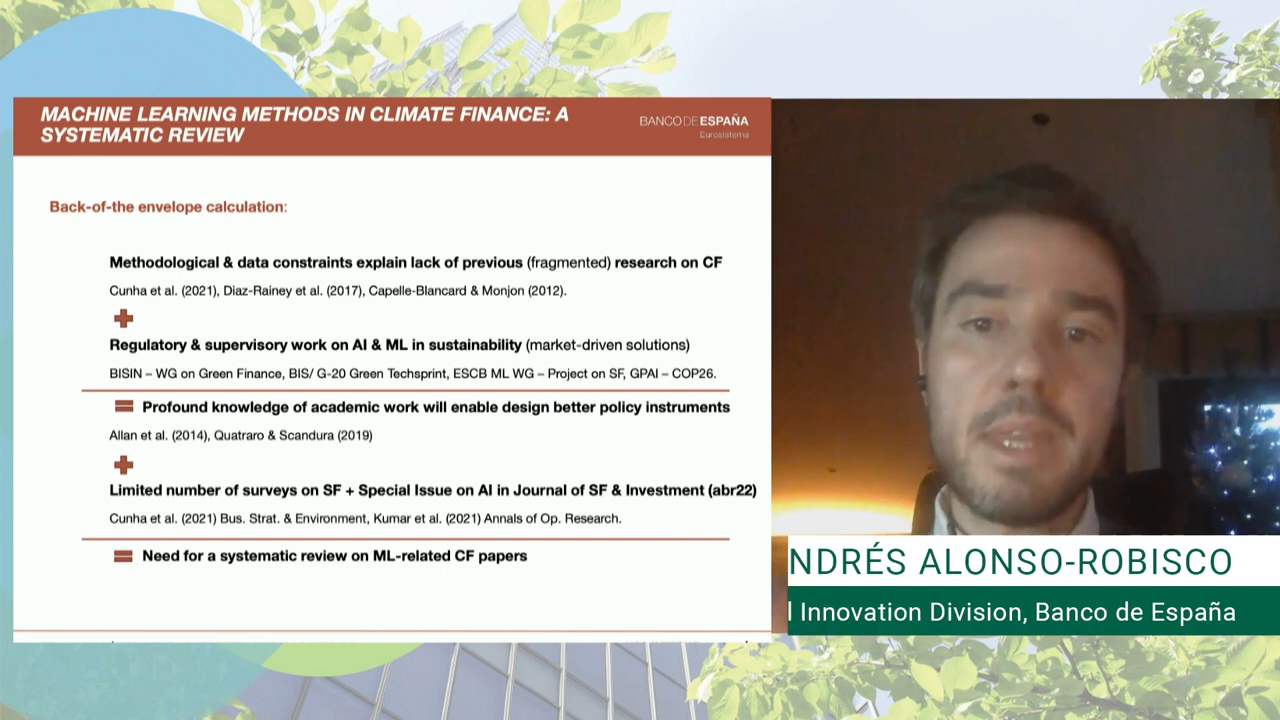 MACHINE LEARNING METHODS IN CLIMATE FINANCE: A
SYSTEMATIC REVIEW
BANCO DE ESPAÑA
Eurosistema
Back-of-the envelope calculation:
Methodological & data constraints explain lack of previous (fragmented) research on CF
Cunha et al. (2021), Diaz-Rainey et al. (2017), Capelle-Blancard & Monjon (2012).
Regulatory & supervisory work on AI & ML in sustainability (market-driven solutions)
BISIN – WG on Green Finance, BIS/ G-20 Green Techsprint, ESCB ML WG – Project on SF, GPAI – COP26.
Profound knowledge of academic work will enable design better policy instruments
Allan et al. (2014), Quatraro & Scandura (2019)
Limited number of surveys on SF + Special Issue on AI in Journal of SF & Investment (abr22)
Cunha et al. (2021) Bus. Strat. & Environment, Kumar et al. (2021) Annals of Op. Research.
Need for a systematic review on ML-related CF papers
NDRÉS ALONSO-ROBISCO
l Innovation Division, Banco de España